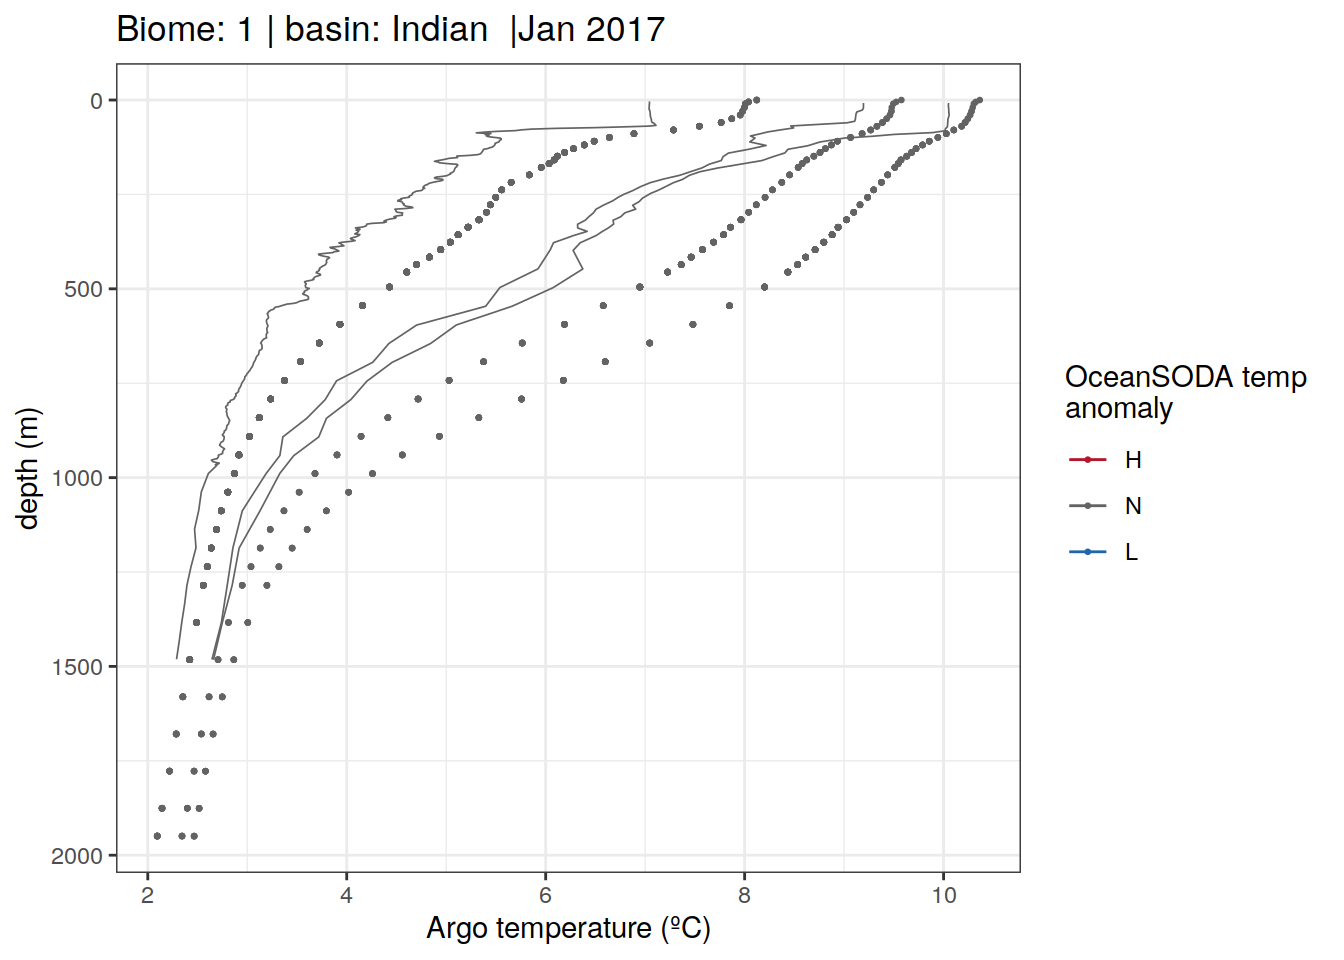 Biome: 1 | basin: Indian  |Jan 2017
0
500
1000
1500
2000
depth (m)
2
4
6
8
10
Argo temperature (ºC)
OceanSODA temp
anomaly
H
N
L